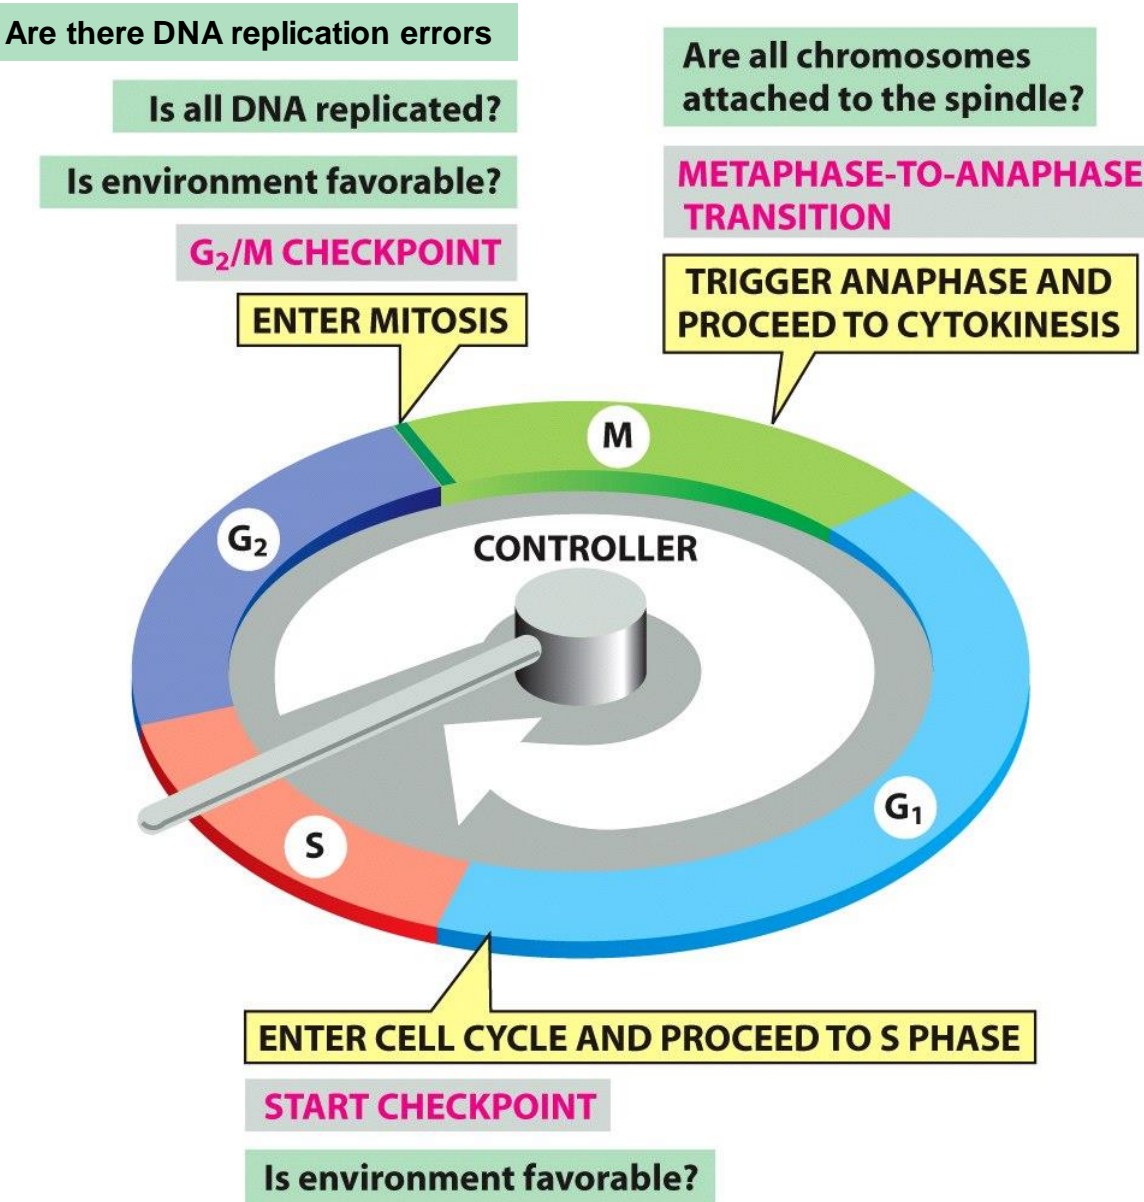 Are there DNA replication errors
Is all DNA replicated?
Is environment favorable?
G₂/M CHECKPOINT
ENTER MITOSIS
Are all chromosomes
attached to the spindle?
METAPHASE-TO-ANAPHASE
TRANSITION
TRIGGER ANAPHASE AND
PROCEED TO CYTOKINESIS
M
G₂
CONTROLLER
G₁
S
ENTER CELL CYCLE AND PROCEED TO S PHASE
START CHECKPOINT
Is environment favorable?